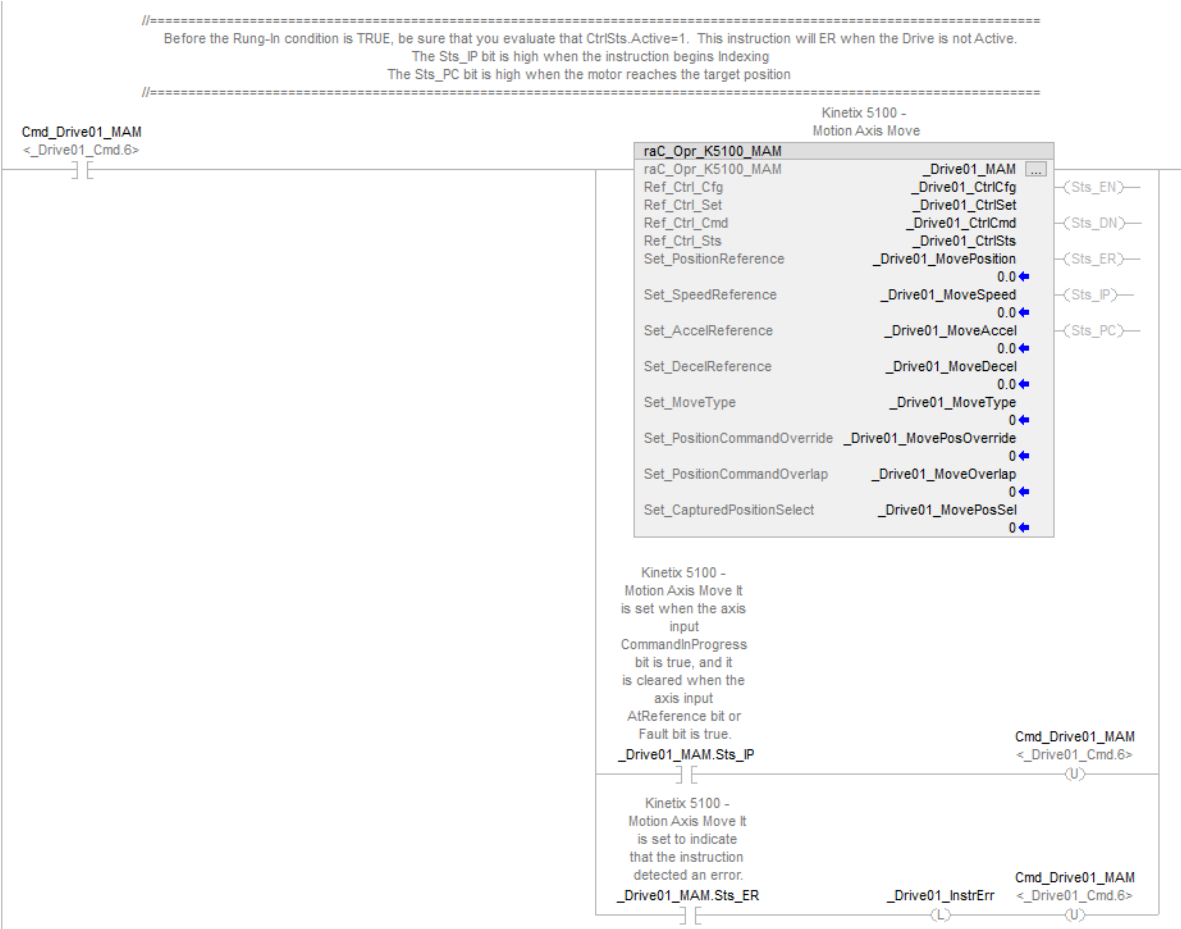 //====================================================================================================
Before the Rung-In condition is TRUE, be sure that you evaluate that CtrlSts.Active=1. This instruction will ER when the Drive is not Active.
The Sts_IP bit is high when the instruction begins Indexing
The Sts_PC bit is high when the motor reaches the target position
//====================================================================================================
Kinetix 5100 -
Motion Axis Move
Cmd_Drive01_MAM
<_Drive01_Cmd.6>
raC_Opr_K5100_MAM
raC_Opr_K5100_MAM _Drive01_MAM ...
Ref_Ctrl_Cfg _Drive01_CtrlCfg (Sts_EN)
Ref_Ctrl_Set _Drive01_CtrlSet
Ref_Ctrl_Cmd _Drive01_CtrlCmd (Sts_DN)
Ref_Ctrl_Sts _Drive01_CtrlSts
Set_PositionReference _Drive01_MovePosition (Sts_ER)
0.0
Set_SpeedReference _Drive01_MoveSpeed (Sts_IP)
0.0
Set_AccelReference _Drive01_MoveAccel (Sts_PC)
0.0
Set_DecelReference _Drive01_MoveDecel
0.0
Set_MoveType _Drive01_MoveType
0
Set_PositionCommandOverride _Drive01_MovePosOverride
0
Set_PositionCommandOverlap _Drive01_MoveOverlap
0
Set_CapturedPositionSelect _Drive01_MovePosSel
0
Kinetix 5100 -
Motion Axis Move It
is set when the axis
input
CommandInProgress
bit is true, and it
is cleared when the
axis input
AtReference bit or
Fault bit is true.
_Drive01_MAM.Sts_IP
Cmd_Drive01_MAM
<_Drive01_Cmd.6>
(U)
Kinetix 5100 -
Motion Axis Move It
is set to indicate
that the instruction
detected an error.
_Drive01_MAM.Sts_ER
_Drive01_InstrErr
(L)
Cmd_Drive01_MAM
<_Drive01_Cmd.6>
(U)